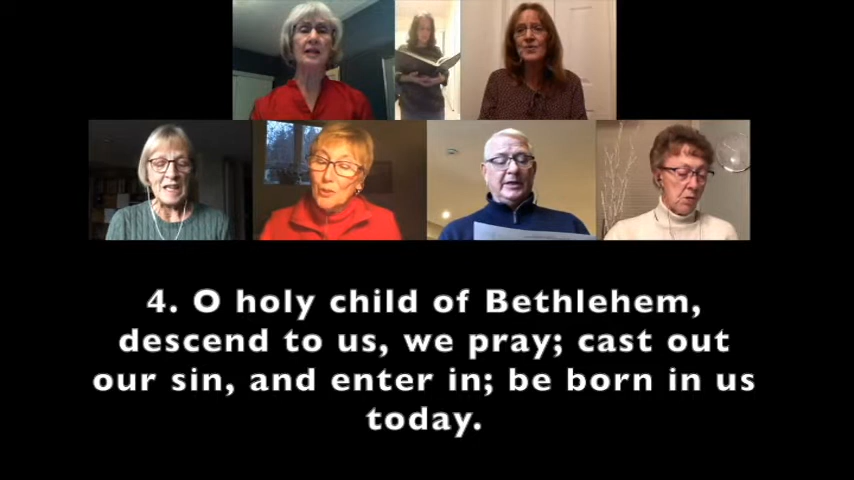 4. O holy child of Bethlehem,
descend to us, we pray; cast out
our sin, and enter in; be born in us
today.